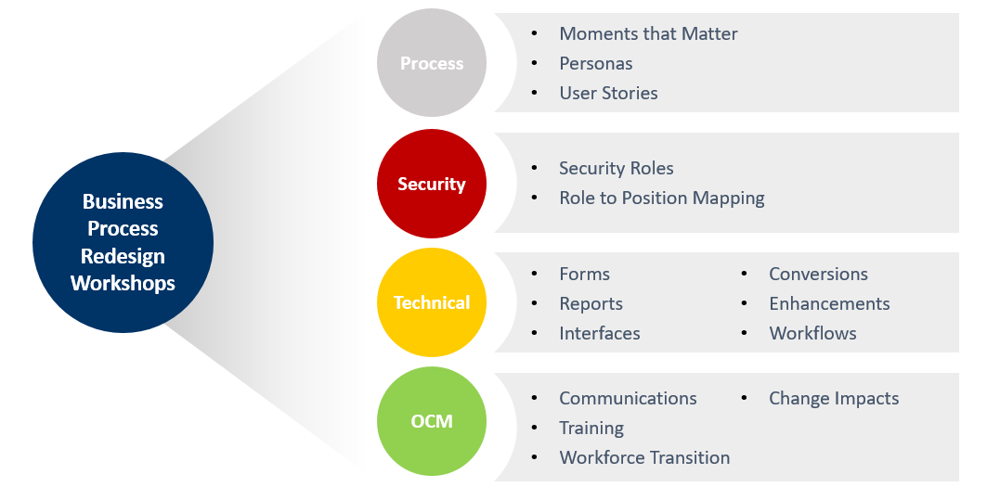 Business
Process
Redesign
Workshops
Process
• Moments that Matter
• Personas
• User Stories
Security
• Security Roles
• Role to Position Mapping
Technical
• Forms
• Reports
• Interfaces
• Conversions
• Enhancements
• Workflows
OCM
• Communications
• Training
• Workforce Transition
• Change Impacts